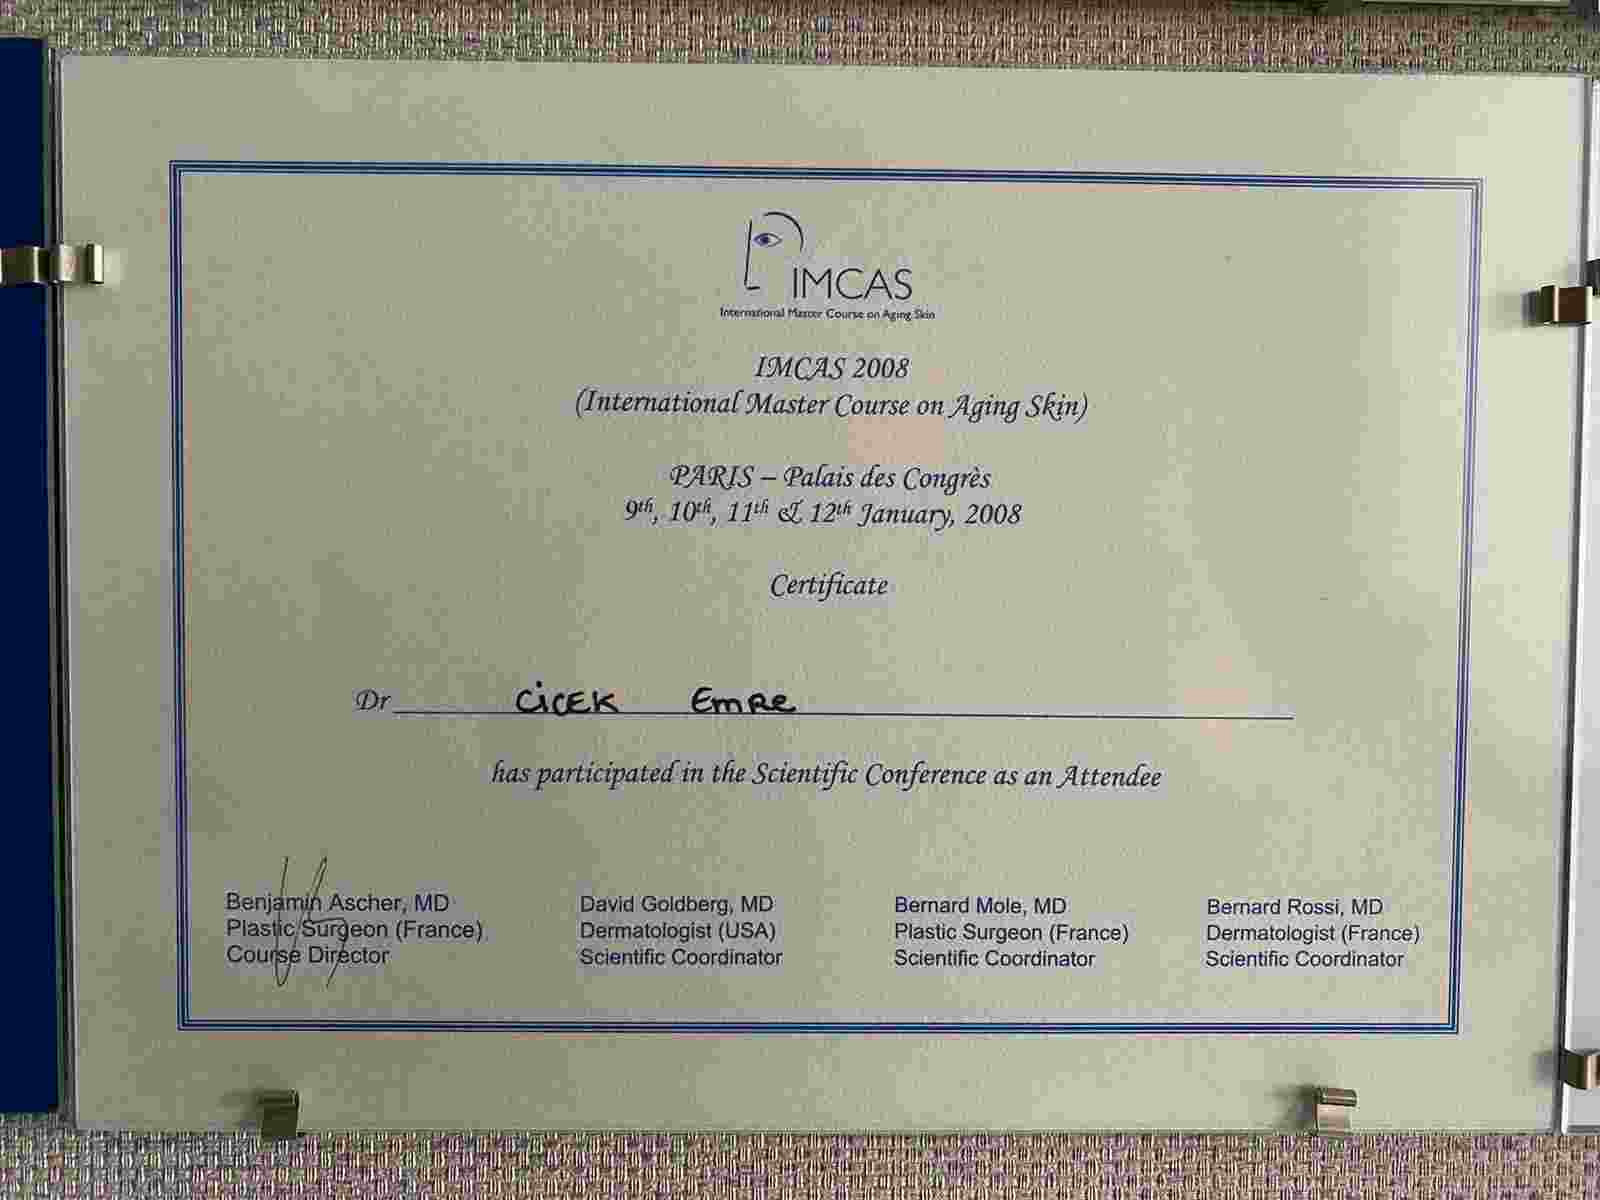 IMCAS
International Master Course on Aging Skin
IMCAS 2008
(International Master Course on Aging Skin)
PARIS – Palais des Congrès
9th, 10th, 11th & 12th January, 2008
Certificate
Dr CİCEK EmRe
has participated in the Scientific Conference as an Attendee
Benjamin Ascher, MD
Plastic Surgeon (France)
Course Director
David Goldberg, MD
Dermatologist (USA)
Scientific Coordinator
Bernard Mole, MD
Plastic Surgeon (France)
Scientific Coordinator
Bernard Rossi, MD
Dermatologist (France)
Scientific Coordinator